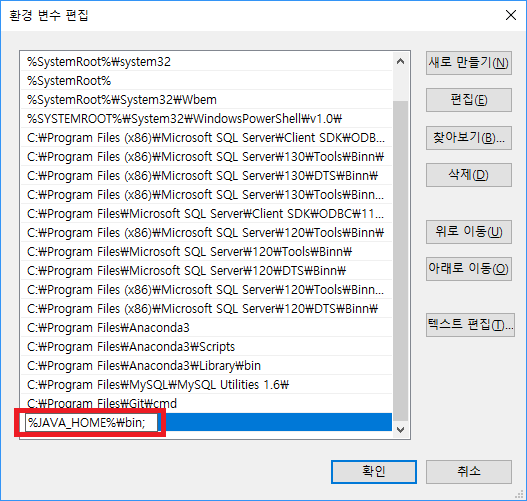 환경 변수 편집
%SystemRoot%₩system32
%SystemRoot%
%SystemRoot%₩System32₩Wbem
%SYSTEMROOT%₩System32₩WindowsPowerShell₩v1.0₩
C:₩Program Files (x86)₩Microsoft SQL Server₩Client SDK₩ODB...
C:₩Program Files (x86)₩Microsoft SQL Server₩130₩Tools₩Binn₩
C:₩Program Files (x86)₩Microsoft SQL Server₩130₩DTS₩Binn₩
C:₩Program Files (x86)₩Microsoft SQL Server₩130₩Tools₩Binn...
C:₩Program Files₩Microsoft SQL Server₩Client SDK₩ODBC₩11...
C:₩Program Files (x86)₩Microsoft SQL Server₩120₩Tools₩Binn₩
C:₩Program Files₩Microsoft SQL Server₩120₩Tools₩Binn₩
C:₩Program Files₩Microsoft SQL Server₩120₩DTS₩Binn₩
C:₩Program Files (x86)₩Microsoft SQL Server₩120₩Tools₩Binn...
C:₩Program Files (x86)₩Microsoft SQL Server₩120₩DTS₩Binn₩
C:₩Program Files₩Anaconda3
C:₩Program Files₩Anaconda3₩Scripts
C:₩Program Files₩Anaconda3₩Library₩bin
C:₩Program Files₩MySQL₩MySQL Utilities 1.6₩
C:₩Program Files₩Git₩cmd
%JAVA_HOME%₩bin;
새로 만들기(N)
편집(E)
찾아보기(B)...
삭제(D)
위로 이동(U)
아래로 이동(O)
텍스트 편집(T)...
확인
취소